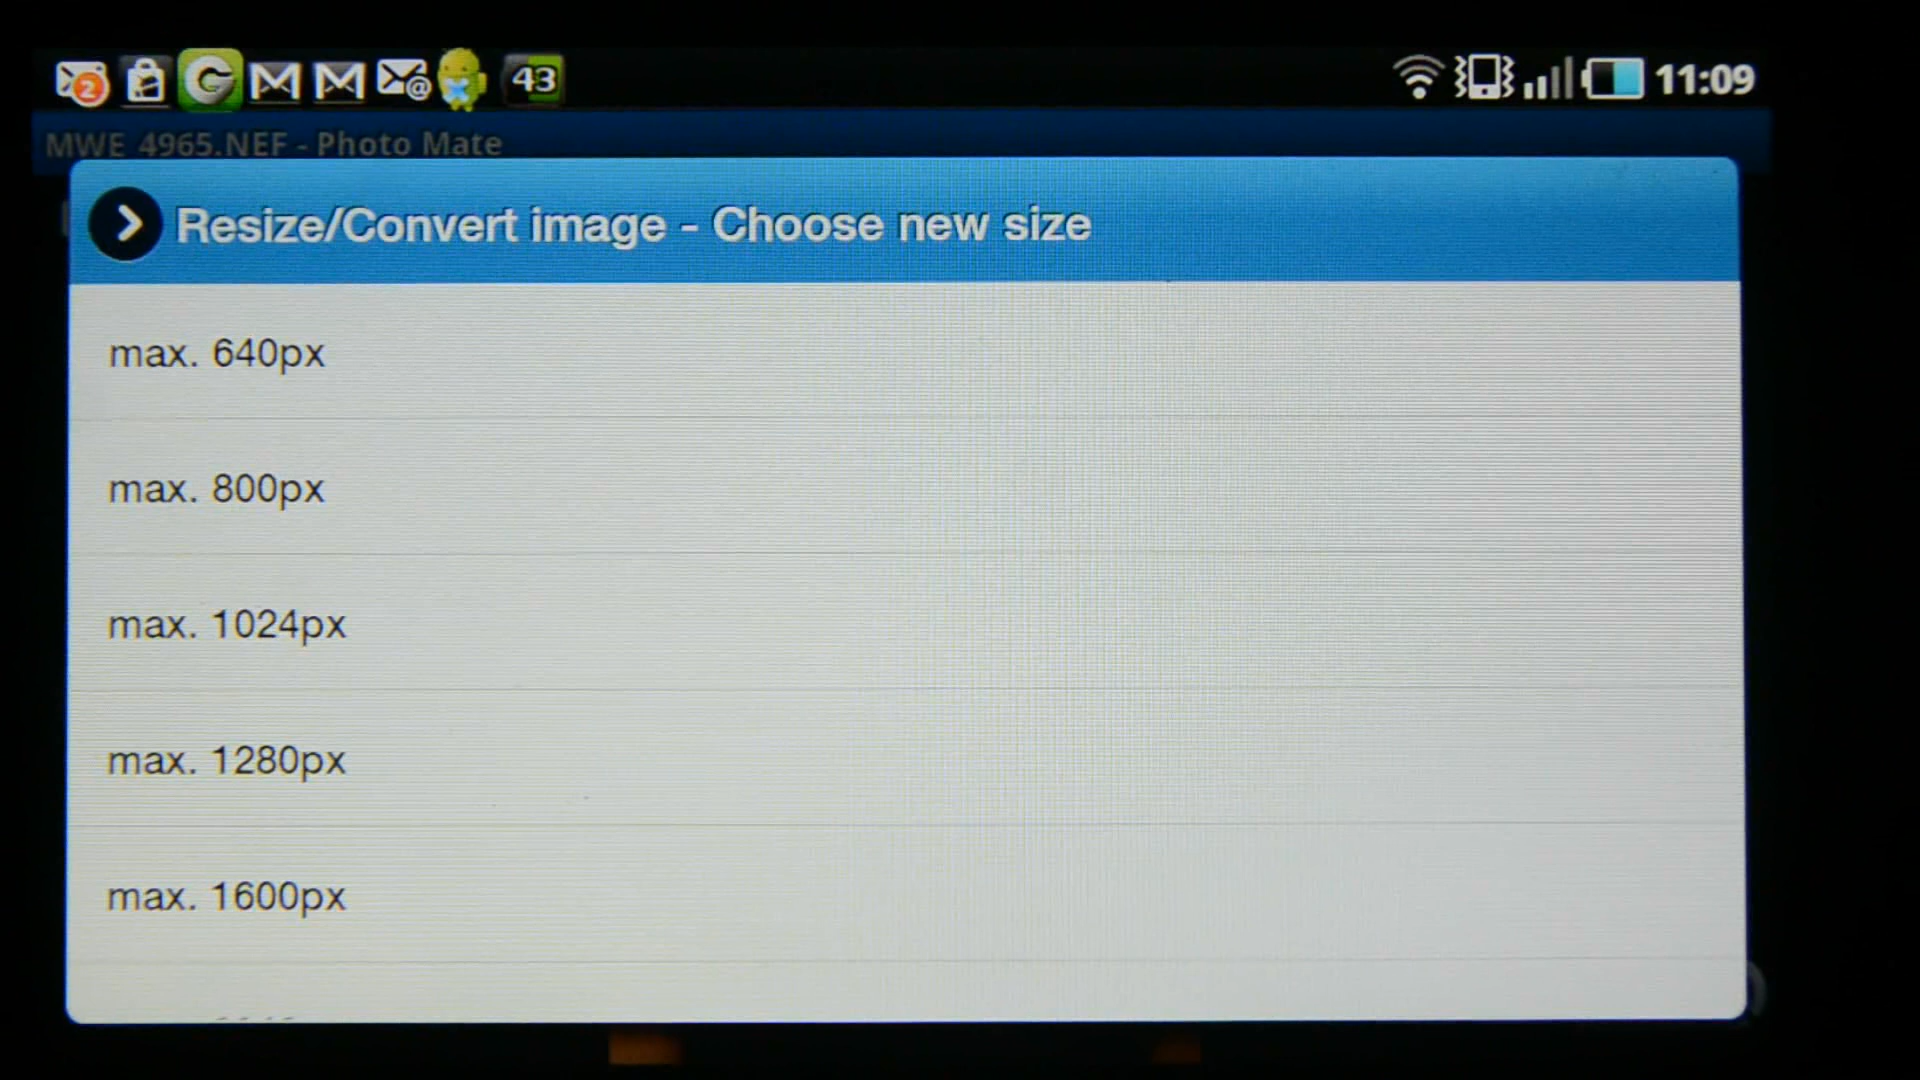 2 43 11:09
MWE 4965.NEF - Photo Mate
Resize/Convert image - Choose new size
max. 640px
max. 800px
max. 1024px
max. 1280px
max. 1600px